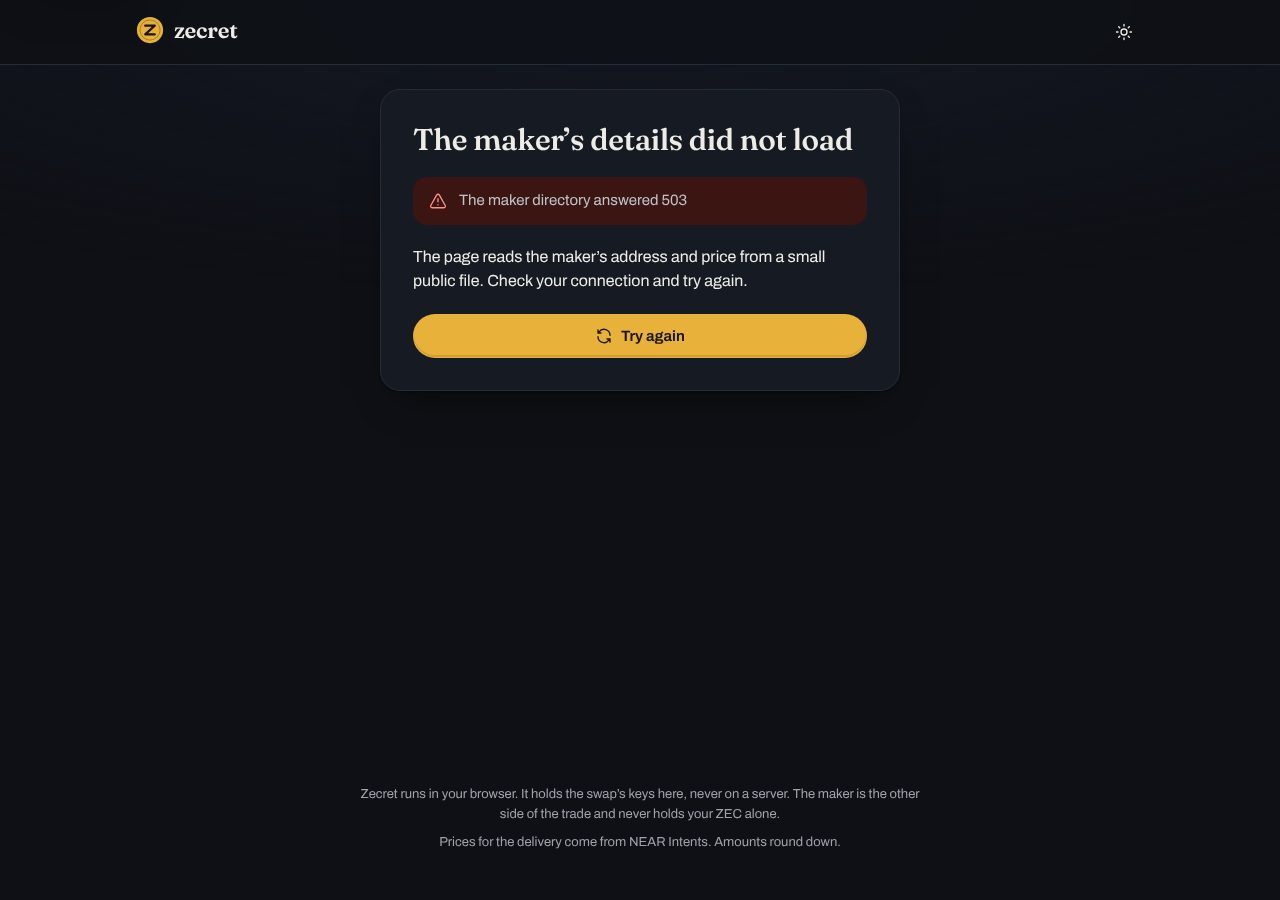 zecret
The maker’s details did not load
The maker directory answered 503
The page reads the maker’s address and price from a small
public file. Check your connection and try again.
Try again
Zecret runs in your browser. It holds the swap’s keys here, never on a server. The maker is the other
side of the trade and never holds your ZEC alone.
Prices for the delivery come from NEAR Intents. Amounts round down.